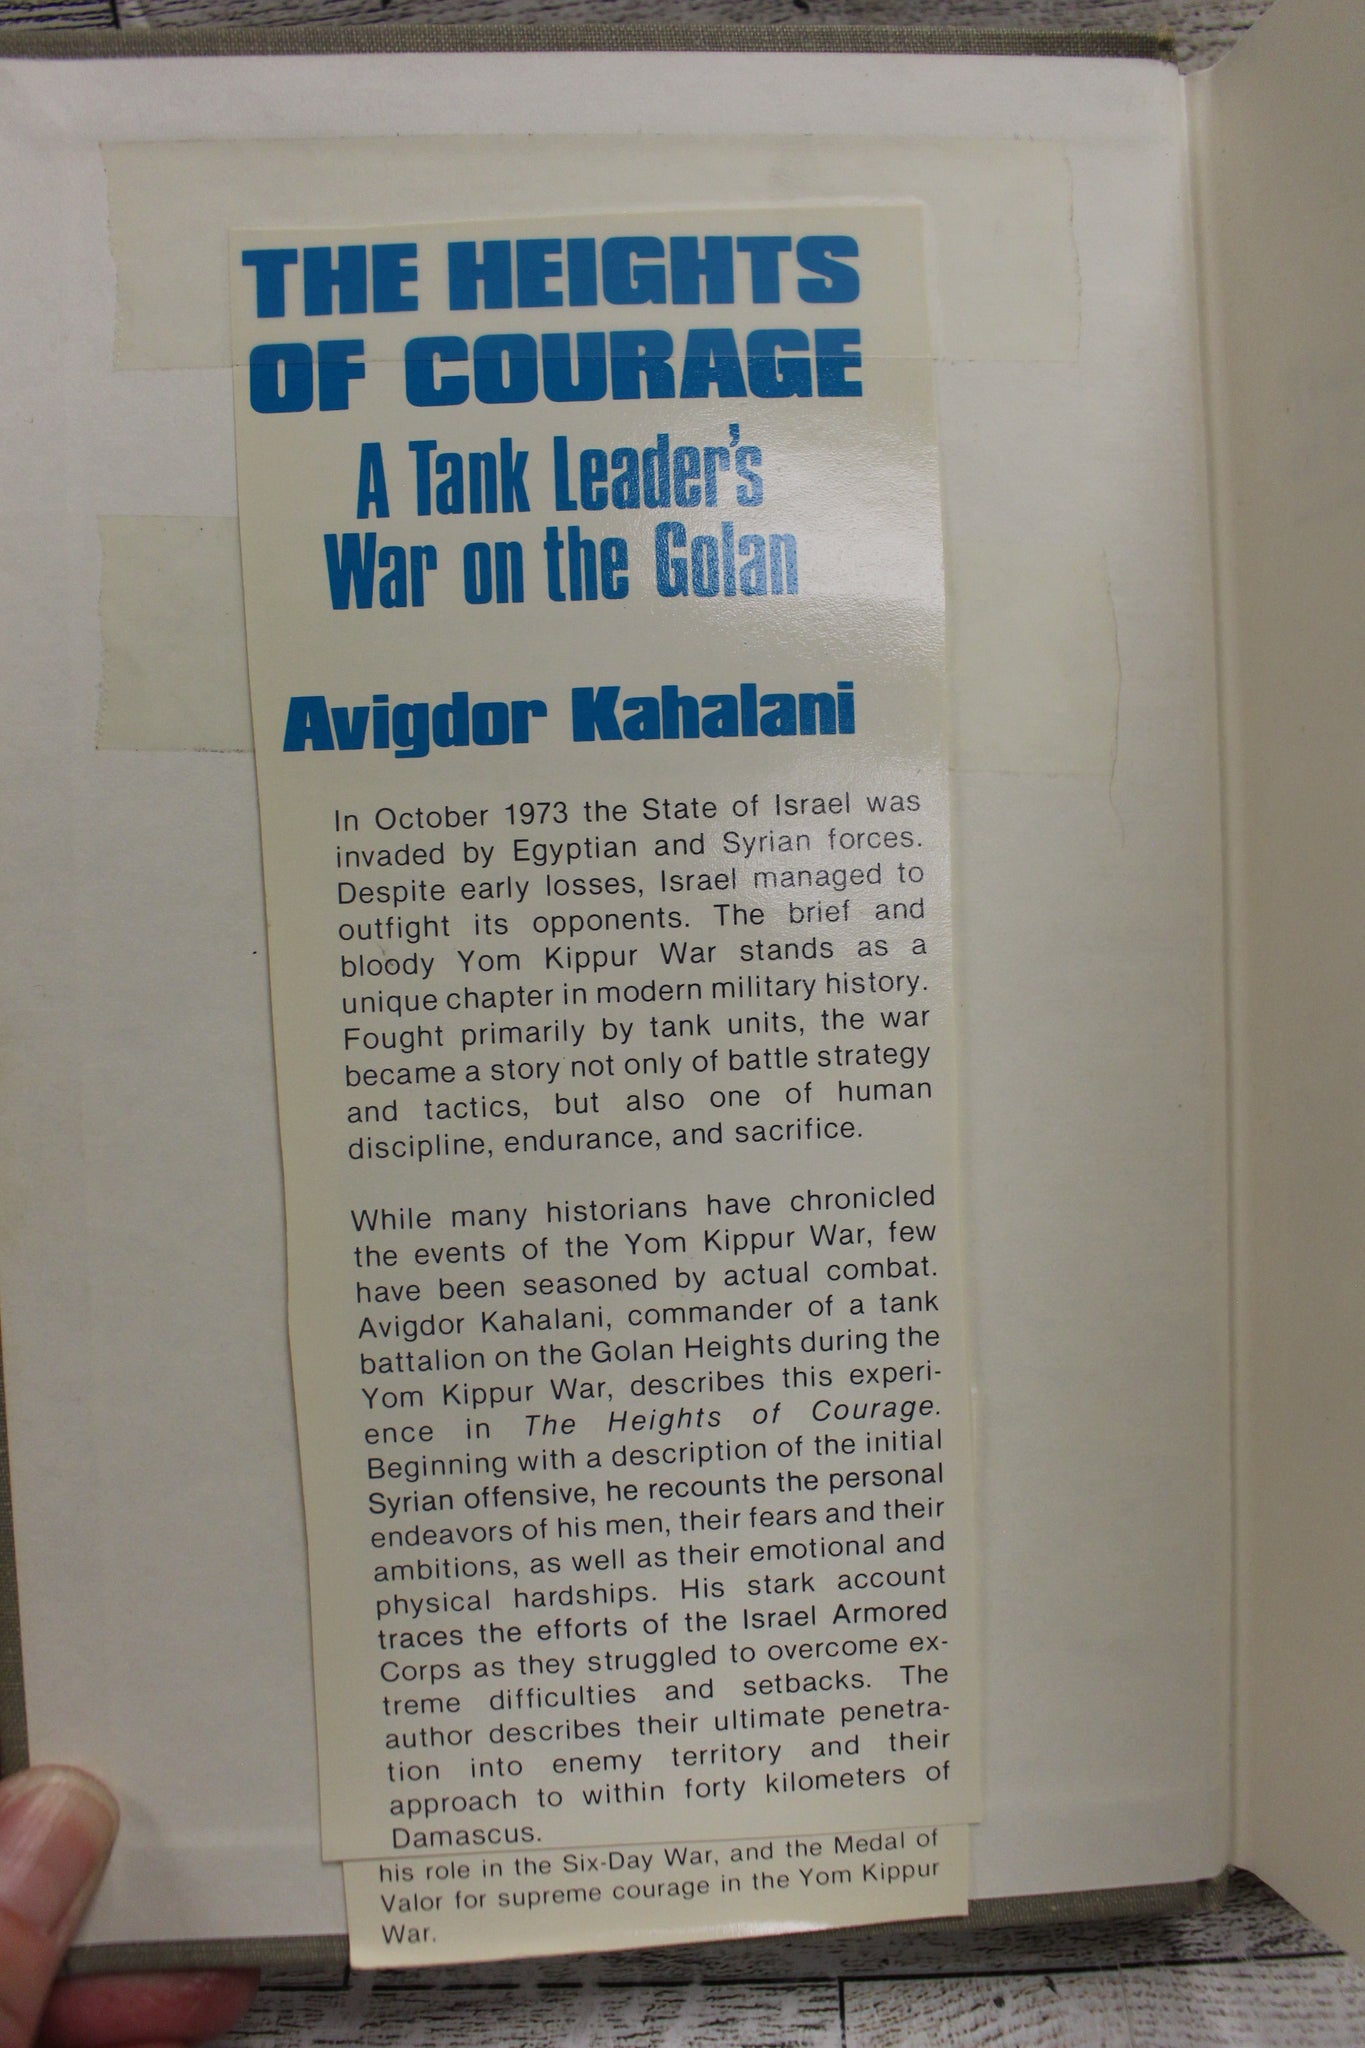 THE HEIGHTS
OF COURAGE
A Tank Leader's
War on the Golan
Avigdor Kahalani
In October 1973 the State of Israel was
invaded by Egyptian and Syrian forces.
Despite early losses, Israel managed to
outfight its opponents. The brief and
bloody Yom Kippur War stands as a
unique chapter in modern military history.
Fought primarily by tank units, the war
became a story not only of battle strategy
and tactics, but also one of human
discipline, endurance, and sacrifice.
While many historians have chronicled
the events of the Yom Kippur War, few
have been seasoned by actual combat.
Avigdor Kahalani, commander of a tank
battalion on the Golan Heights during the
Yom Kippur War, describes this experi-
ence in The Heights of Courage.
Beginning with a description of the initial
Syrian offensive, he recounts the personal
endeavors of his men, their fears and their
ambitions, as well as their emotional and
physical hardships. His stark account
traces the efforts of the Israel Armored
Corps as they struggled to overcome ex-
treme difficulties and setbacks. The
author describes their ultimate penetra-
tion into enemy territory and their
approach to within forty kilometers of
Damascus.
his role in the Six-Day War, and the Medal of
Valor for supreme courage in the Yom Kippur
War.